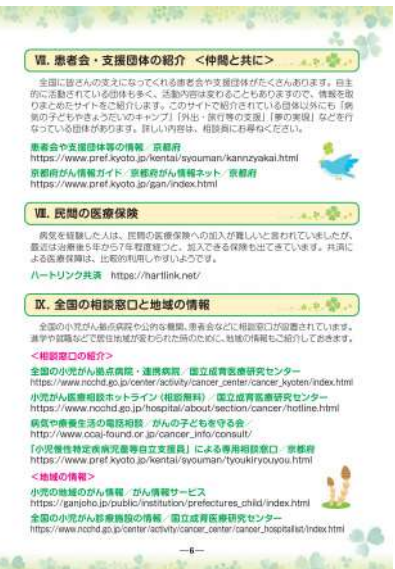 Ⅶ. 患者会・支援団体の紹介 <仲間と共に>
全国に皆さんの支えになってくれる患者会や支援団体がたくさんあります。自主
的に活動されている団体も多く、活動内容は変わることもありますので、情報を取
りまとめたサイトをご紹介します。このサイトで紹介されている団体以外にも「病
気の子どもやきょうだいのキャンプ」「外出・旅行等の支援」「夢の実現」などを行
なっている団体があります。詳しい内容は、相談員にお尋ねください。
患者会や支援団体等の情報/京都府
https://www.pref.kyoto.jp/kentai/syouman/kannzyakai.html
京都府がん情報ガイド/京都府がん情報ネット/京都府
https://www.pref.kyoto.jp/gan/index.html
Ⅷ. 民間の医療保険
病気を経験した人は、民間の医療保険への加入が難しいと言われていましたが、
最近は治療後5年から7年程度経つと、加入できる保険も出てきています。共済に
よる医療保障は、比較的利用しやすいようです。
ハートリンク共済 https://hartlink.net/
Ⅸ. 全国の相談窓口と地域の情報
全国の小児がん拠点病院や公的な機関、患者会などに相談窓口が設置されています。
進学や就職などで居住地域が変わられた時のために、地域の情報もご紹介しておきます。
<相談窓口の紹介>
全国の小児がん拠点病院・連携病院/国立成育医療研究センター
https://www.ncchd.go.jp/center/activity/cancer_center/cancer_kyoten/index.html
小児がん医療相談ホットライン(相談無料)/国立成育医療研究センター
https://www.ncchd.go.jp/hospital/about/section/cancer/hotline.html
病気や療養生活の電話相談/がんの子どもを守る会
http://www.ccaj-found.or.jp/cancer_info/consult/
「小児慢性特定疾病児童等自立支援員」による専用相談窓口/京都府
https://www.pref.kyoto.jp/kentai/syouman/tyoukiryouyou.html
<地域の情報>
小児の地域のがん情報/がん情報サービス
https://ganjoho.jp/public/institution/prefectures_child/index.html
全国の小児がん診療施設の情報/国立成育医療研究センター
https://www.ncchd.go.jp/center/activity/cancer_center/cancer_hospitallist/index.html
—6—